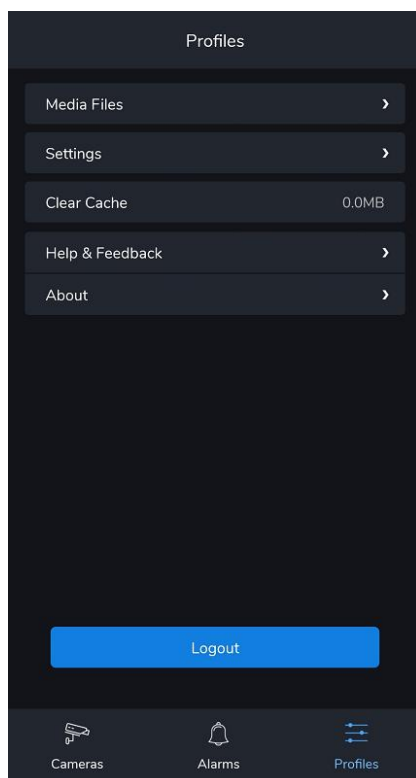 Profiles
Media Files
Settings
Clear Cache 0.0MB
Help & Feedback
About
Logout
Cameras Alarms Profiles